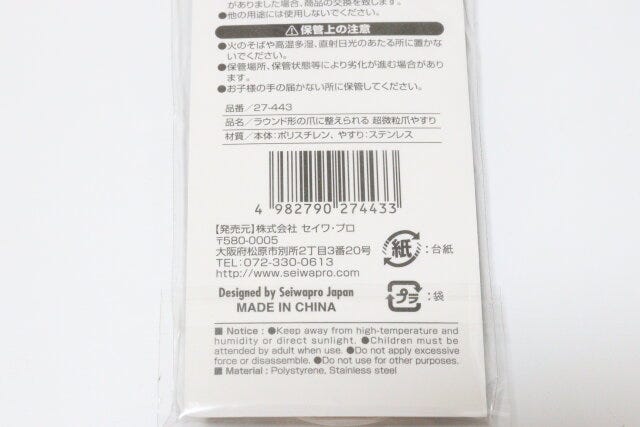 がありました場合、商品の交換を致します。
●他の用途には使用しないでください。
保管上の注意
●火のそばや高温多湿、直射日光のあたる所に置かな
いでください。
●保管場所、保管状態等により劣化が進む場合があり
ます。
●お子様の手の届かない所に保管してください。
品番／27-443
品名／ラウンド形の爪に整えられる 超微粒爪やすり
材質／本体：ポリスチレン、やすり：ステンレス
4 982790 274433
【発売元】株式会社 セイワ・プロ
〒580-0005
大阪府松原市別所2丁目3番20号
TEL：072-330-0613
http://www.seiwapro.com
紙：台紙
Designed by Seiwapro Japan
MADE IN CHINA
プラ：袋
■ Notice : ●Keep away from high-temperature and
humidity or direct sunlight. ●Children must be
attended by adult when use. ●Do not apply excessive
force or disassemble. ●Do not use for other purposes.
■ Material : Polystyrene, Stainless steel